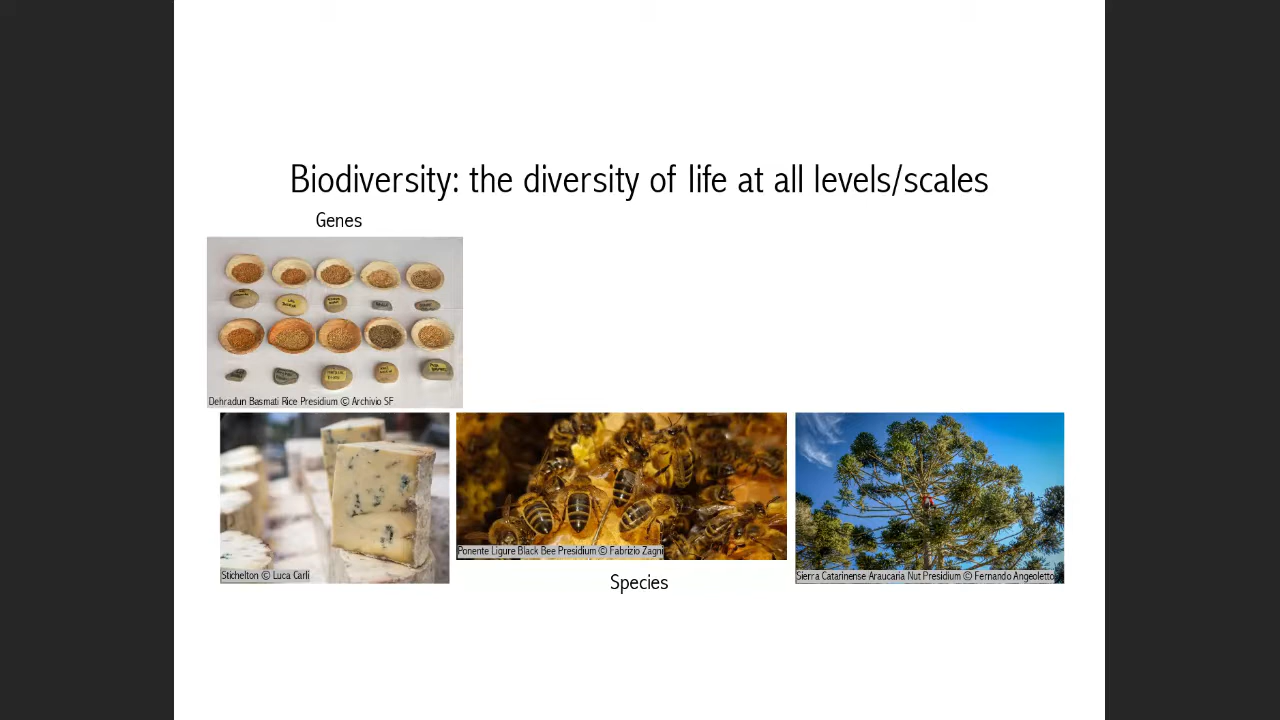 Biodiversity: the diversity of life at all levels/scales
Genes
Dehradun Basmati Rice Presidium © Archivio SF
Stichelton © Luca Carli
Ponente Ligure Black Bee Presidium © Fabrizio Zagni
Sierra Catarinense Araucaria Nut Presidium © Fernando Angeoletto
Species